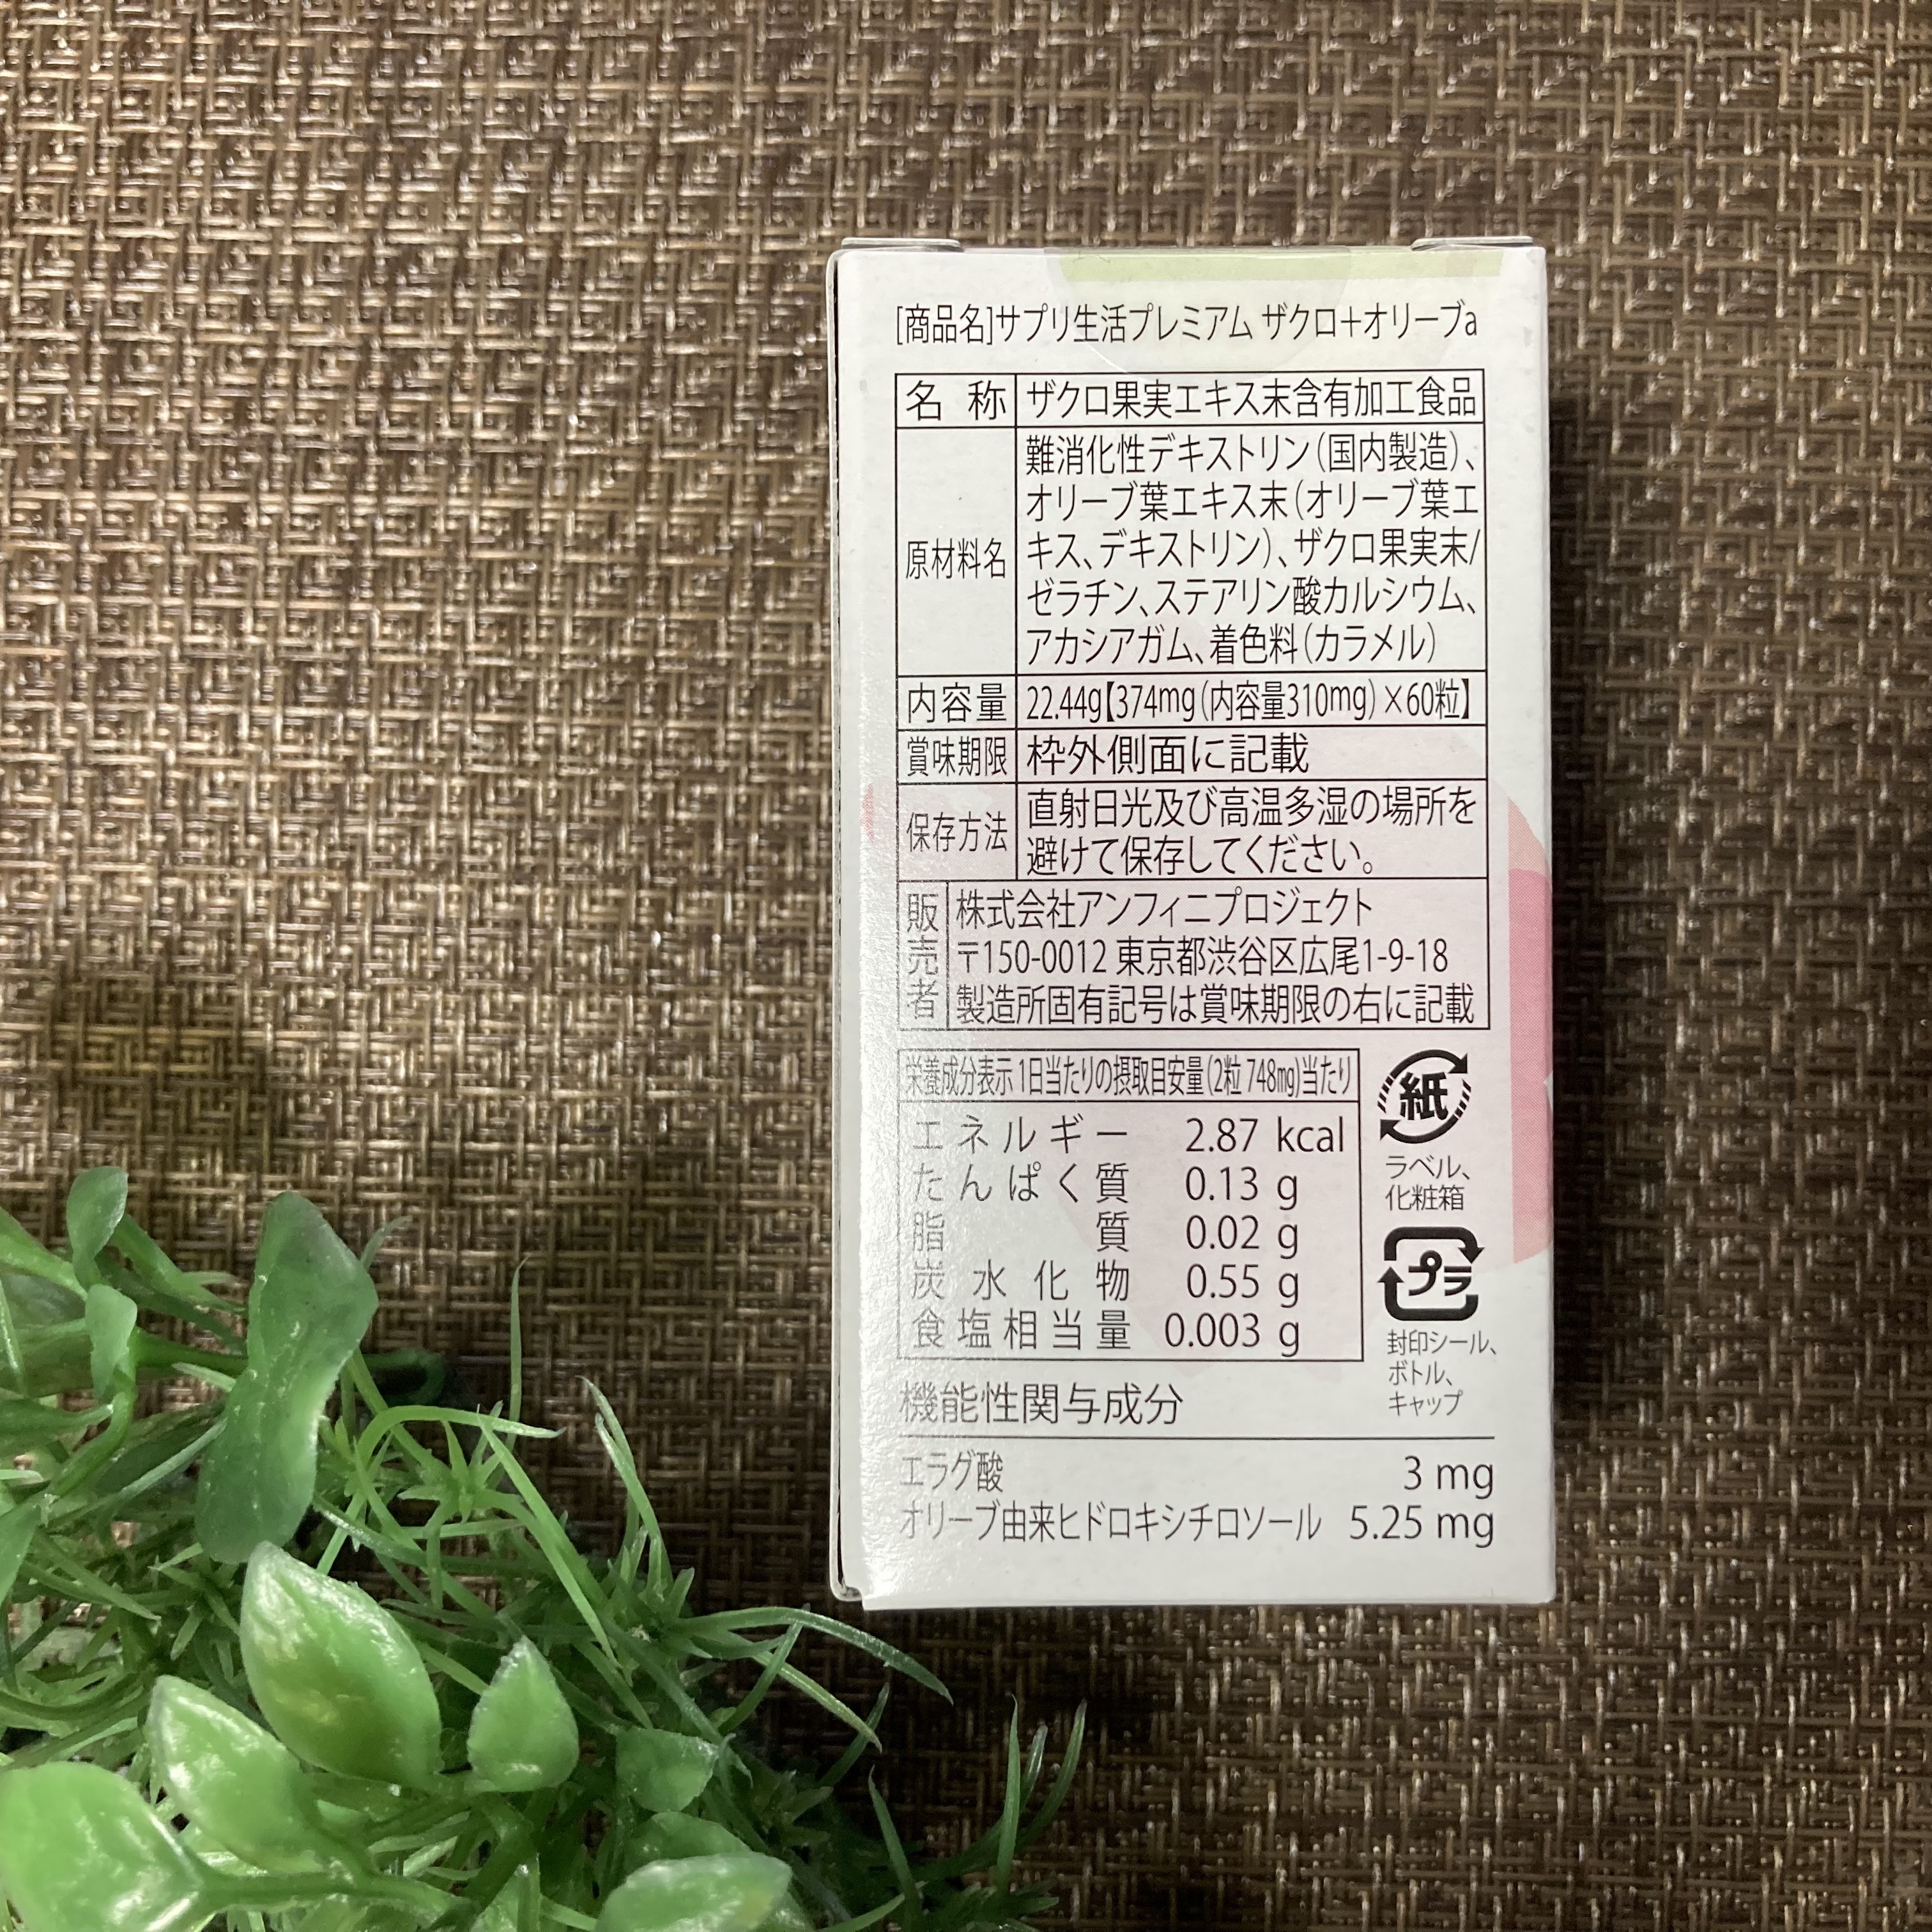 [商品名]サプリ生活プレミアム ザクロ＋オリーブa
名称 ザクロ果実エキス末含有加工食品
原材料名 難消化性デキストリン(国内製造)、
オリーブ葉エキス末(オリーブ葉エ
キス、デキストリン)、ザクロ果実末/
ゼラチン、ステアリン酸カルシウム、
アカシアガム、着色料(カラメル)
内容量 22.44g【374mg(内容量310mg)×60粒】
賞味期限 枠外側面に記載
保存方法 直射日光及び高温多湿の場所を
避けて保存してください。
販売者 株式会社アンフィニプロジェクト
〒150-0012 東京都渋谷区広尾1-9-18
製造所固有記号は賞味期限の右に記載
栄養成分表示 1日当たりの摂取目安量(2粒 748mg)当たり
エネルギー 2.87 kcal
たんぱく質 0.13 g
脂質 0.02 g
炭水化物 0.55 g
食塩相当量 0.003 g
紙
ラベル、
化粧箱
プラ
封印シール、
ボトル、
キャップ
機能性関与成分
エラグ酸 3 mg
オリーブ由来ヒドロキシチロソール 5.25 mg